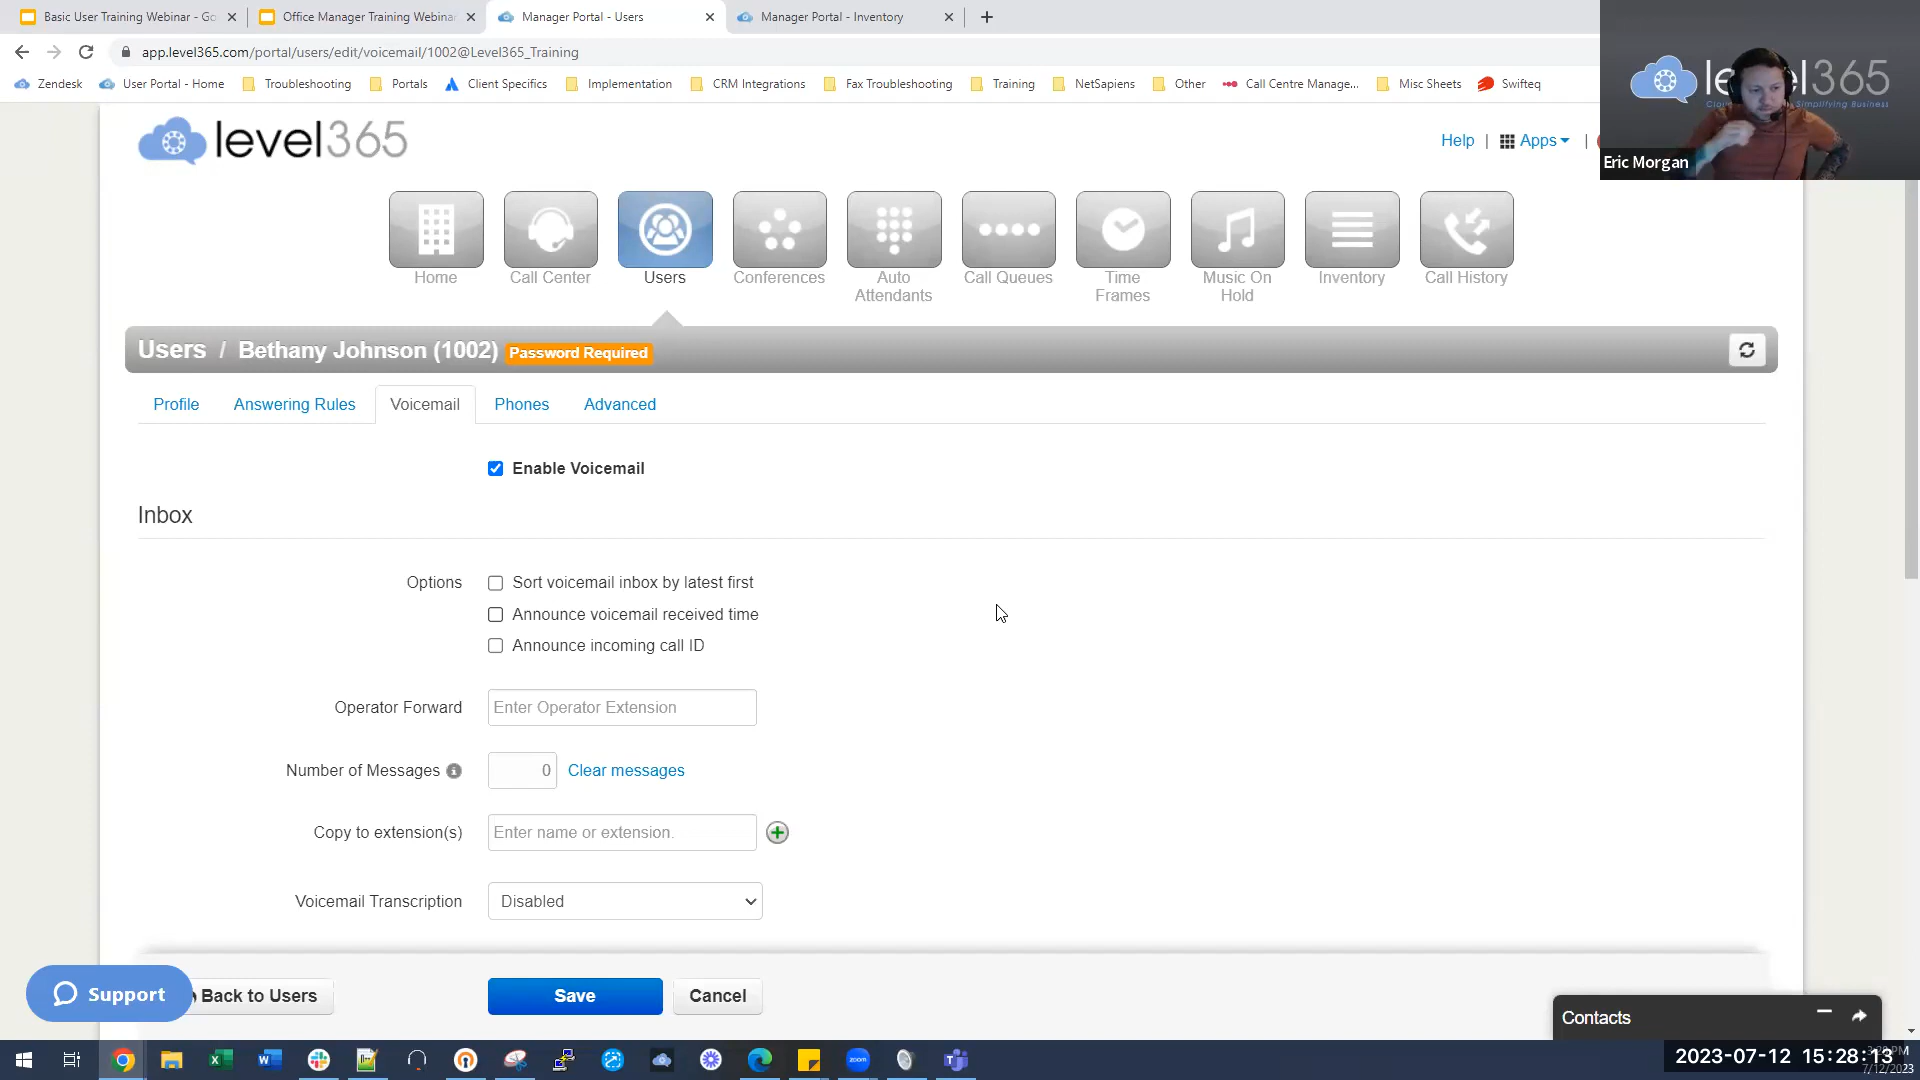 Basic User Training Webinar - Go
Office Manager Training Webinar
Manager Portal - Users
Manager Portal - Inventory
app.level365.com/portal/users/edit/voicemail/1002@Level365_Training
Zendesk
User Portal - Home
Troubleshooting
Portals
Client Specifics
Implementation
CRM Integrations
Fax Troubleshooting
Training
NetSapiens
Other
Call Centre Manage...
Misc Sheets
Swifteq
level365
Simplifying Business
Eric Morgan
level365
Help | Apps |
Home
Call Center
Users
Conferences
Auto
Attendants
Call Queues
Time
Frames
Music On
Hold
Inventory
Call History
Users / Bethany Johnson (1002) Password Required
Profile
Answering Rules
Voicemail
Phones
Advanced
Enable Voicemail
Inbox
Options
Sort voicemail inbox by latest first
Announce voicemail received time
Announce incoming call ID
Operator Forward
Enter Operator Extension
Number of Messages
0
Clear messages
Copy to extension(s)
Enter name or extension.
Voicemail Transcription
Disabled
Support
Back to Users
Save
Cancel
Contacts
2023-07-12 15:28:13
7/12/2023